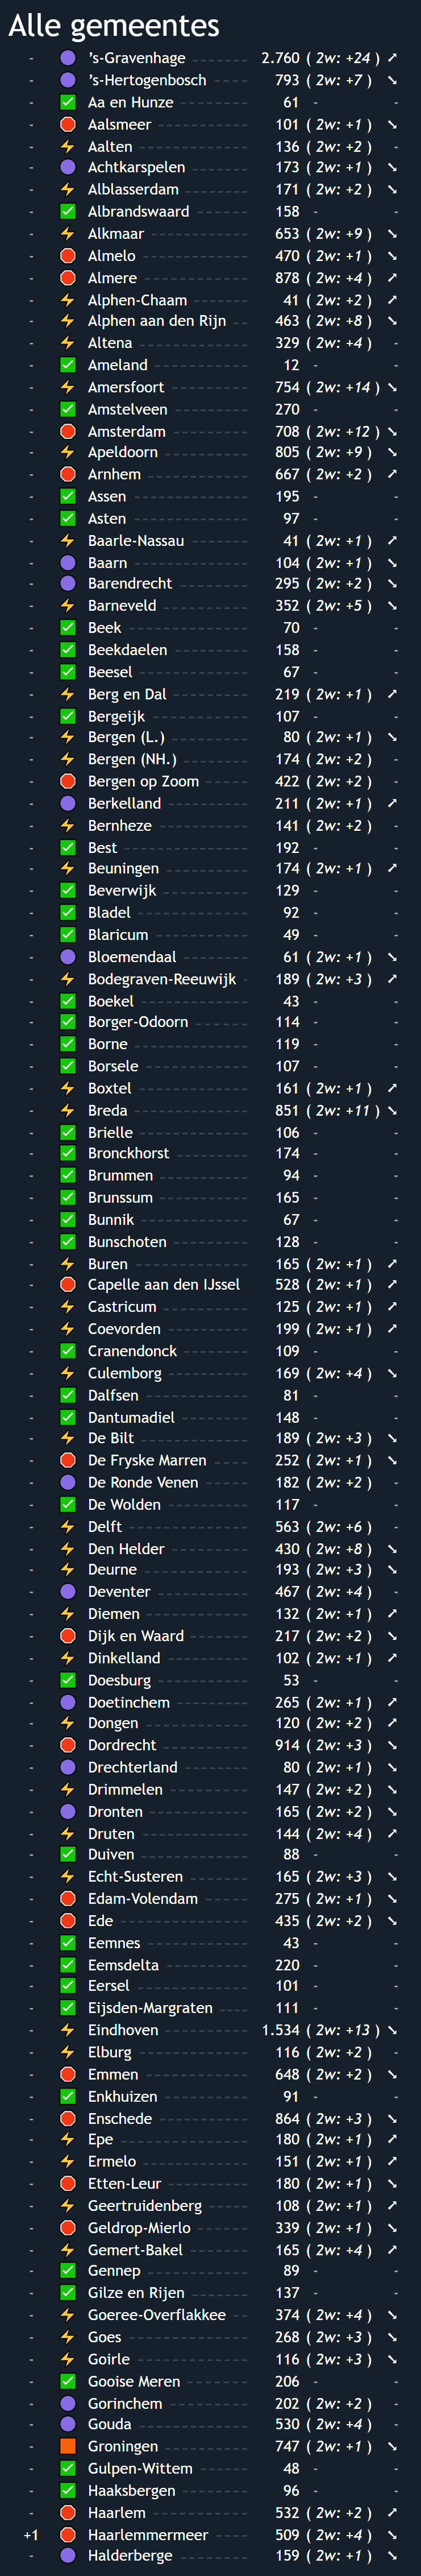 Alle gemeentes
- 's-Gravenhage 2.760 ( 2w: +24 ) ➚
- 's-Hertogenbosch 793 ( 2w: +7 ) ➘
- Aa en Hunze 61 - -
- Aalsmeer 101 ( 2w: +1 ) ➘
- Aalten 136 ( 2w: +2 ) -
- Achtkarspelen 173 ( 2w: +1 ) ➘
- Alblasserdam 171 ( 2w: +2 ) ➘
- Albrandswaard 158 - -
- Alkmaar 653 ( 2w: +9 ) ➘
- Almelo 470 ( 2w: +1 ) ➘
- Almere 878 ( 2w: +4 ) ➚
- Alphen-Chaam 41 ( 2w: +2 ) ➚
- Alphen aan den Rijn 463 ( 2w: +8 ) ➘
- Altena 329 ( 2w: +4 ) -
- Ameland 12 - -
- Amersfoort 754 ( 2w: +14 ) ➘
- Amstelveen 270 - -
- Amsterdam 708 ( 2w: +12 ) ➘
- Apeldoorn 805 ( 2w: +9 ) ➘
- Arnhem 667 ( 2w: +2 ) ➚
- Assen 195 - -
- Asten 97 - -
- Baarle-Nassau 41 ( 2w: +1 ) ➚
- Baarn 104 ( 2w: +1 ) ➘
- Barendrecht 295 ( 2w: +2 ) ➘
- Barneveld 352 ( 2w: +5 ) ➘
- Beek 70 - -
- Beekdaelen 158 - -
- Beesel 67 - -
- Berg en Dal 219 ( 2w: +1 ) ➚
- Bergeijk 107 - -
- Bergen (L.) 80 ( 2w: +1 ) ➘
- Bergen (NH.) 174 ( 2w: +2 ) -
- Bergen op Zoom 422 ( 2w: +2 ) -
- Berkelland 211 ( 2w: +1 ) ➚
- Bernheze 141 ( 2w: +2 ) -
- Best 192 - -
- Beuningen 174 ( 2w: +1 ) ➚
- Beverwijk 129 - -
- Bladel 92 - -
- Blaricum 49 - -
- Bloemendaal 61 ( 2w: +1 ) ➘
- Bodegraven-Reeuwijk 189 ( 2w: +3 ) ➚
- Boekel 43 - -
- Borger-Odoorn 114 - -
- Borne 119 - -
- Borsele 107 - -
- Boxtel 161 ( 2w: +1 ) ➚
- Breda 851 ( 2w: +11 ) ➘
- Brielle 106 - -
- Bronckhorst 174 - -
- Brummen 94 - -
- Brunssum 165 - -
- Bunnik 67 - -
- Bunschoten 128 - -
- Buren 165 ( 2w: +1 ) ➚
- Capelle aan den IJssel 528 ( 2w: +1 ) ➚
- Castricum 125 ( 2w: +1 ) ➚
- Coevorden 199 ( 2w: +1 ) ➚
- Cranendonck 109 - -
- Culemborg 169 ( 2w: +4 ) ➘
- Dalfsen 81 - -
- Dantumadiel 148 - -
- De Bilt 189 ( 2w: +3 ) ➘
- De Fryske Marren 252 ( 2w: +1 ) ➘
- De Ronde Venen 182 ( 2w: +2 ) -
- De Wolden 117 - -
- Delft 563 ( 2w: +6 ) -
- Den Helder 430 ( 2w: +8 ) ➘
- Deurne 193 ( 2w: +3 ) ➘
- Deventer 467 ( 2w: +4 ) -
- Diemen 132 ( 2w: +1 ) ➚
- Dijk en Waard 217 ( 2w: +2 ) ➘
- Dinkelland 102 ( 2w: +1 ) ➚
- Doesburg 53 - -
- Doetinchem 265 ( 2w: +1 ) ➚
- Dongen 120 ( 2w: +2 ) ➚
- Dordrecht 914 ( 2w: +3 ) ➘
- Drechterland 80 ( 2w: +1 ) ➘
- Drimmelen 147 ( 2w: +2 ) ➘
- Dronten 165 ( 2w: +2 ) ➘
- Druten 144 ( 2w: +4 ) ➚
- Duiven 88 - -
- Echt-Susteren 165 ( 2w: +3 ) ➘
- Edam-Volendam 275 ( 2w: +1 ) ➘
- Ede 435 ( 2w: +2 ) ➘
- Eemnes 43 - -
- Eemsdelta 220 - -
- Eersel 101 - -
- Eijsden-Margraten 111 - -
- Eindhoven 1.534 ( 2w: +13 ) ➘
- Elburg 116 ( 2w: +2 ) -
- Emmen 648 ( 2w: +2 ) ➘
- Enkhuizen 91 - -
- Enschede 864 ( 2w: +3 ) ➘
- Epe 180 ( 2w: +1 ) ➚
- Ermelo 151 ( 2w: +1 ) ➚
- Etten-Leur 180 ( 2w: +1 ) ➘
- Geertruidenberg 108 ( 2w: +1 ) ➚
- Geldrop-Mierlo 339 ( 2w: +1 ) ➘
- Gemert-Bakel 165 ( 2w: +4 ) ➚
- Gennep 89 - -
- Gilze en Rijen 137 - -
- Goeree-Overflakkee 374 ( 2w: +4 ) ➘
- Goes 268 ( 2w: +3 ) ➘
- Goirle 116 ( 2w: +3 ) ➘
- Gooise Meren 206 - -
- Gorinchem 202 ( 2w: +2 ) -
- Gouda 530 ( 2w: +4 ) -
- Groningen 747 ( 2w: +1 ) ➘
- Gulpen-Wittem 48 - -
- Haaksbergen 96 - -
- Haarlem 532 ( 2w: +2 ) ➚
+1 Haarlemmermeer 509 ( 2w: +4 ) ➘
- Halderberge 159 ( 2w: +1 ) ➘